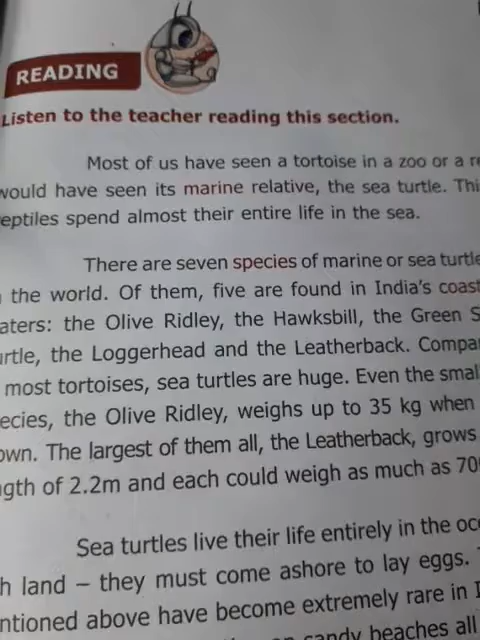 READING
Listen to the teacher reading this section.
Most of us have seen a tortoise in a zoo or a
would have seen its marine relative, the sea turtle.
eptiles spend almost their entire life in the sea.
There are seven species of marine or sea turtle
the world. Of them, five are found in India's coast
aters: the Olive Ridley, the Hawksbill, the Green S
urtle, the Loggerhead and the Leatherback. Compa
most tortoises, sea turtles are huge. Even the smal
ecies, the Olive Ridley, weighs up to 35 kg when
own. The largest of them all, the Leatherback, grows
ngth of 2.2m and each could weigh as much as 70
Sea turtles live their life entirely in the oc
h land – they must come ashore to lay eggs.
ntioned above have become extremely rare in
sandy beaches all